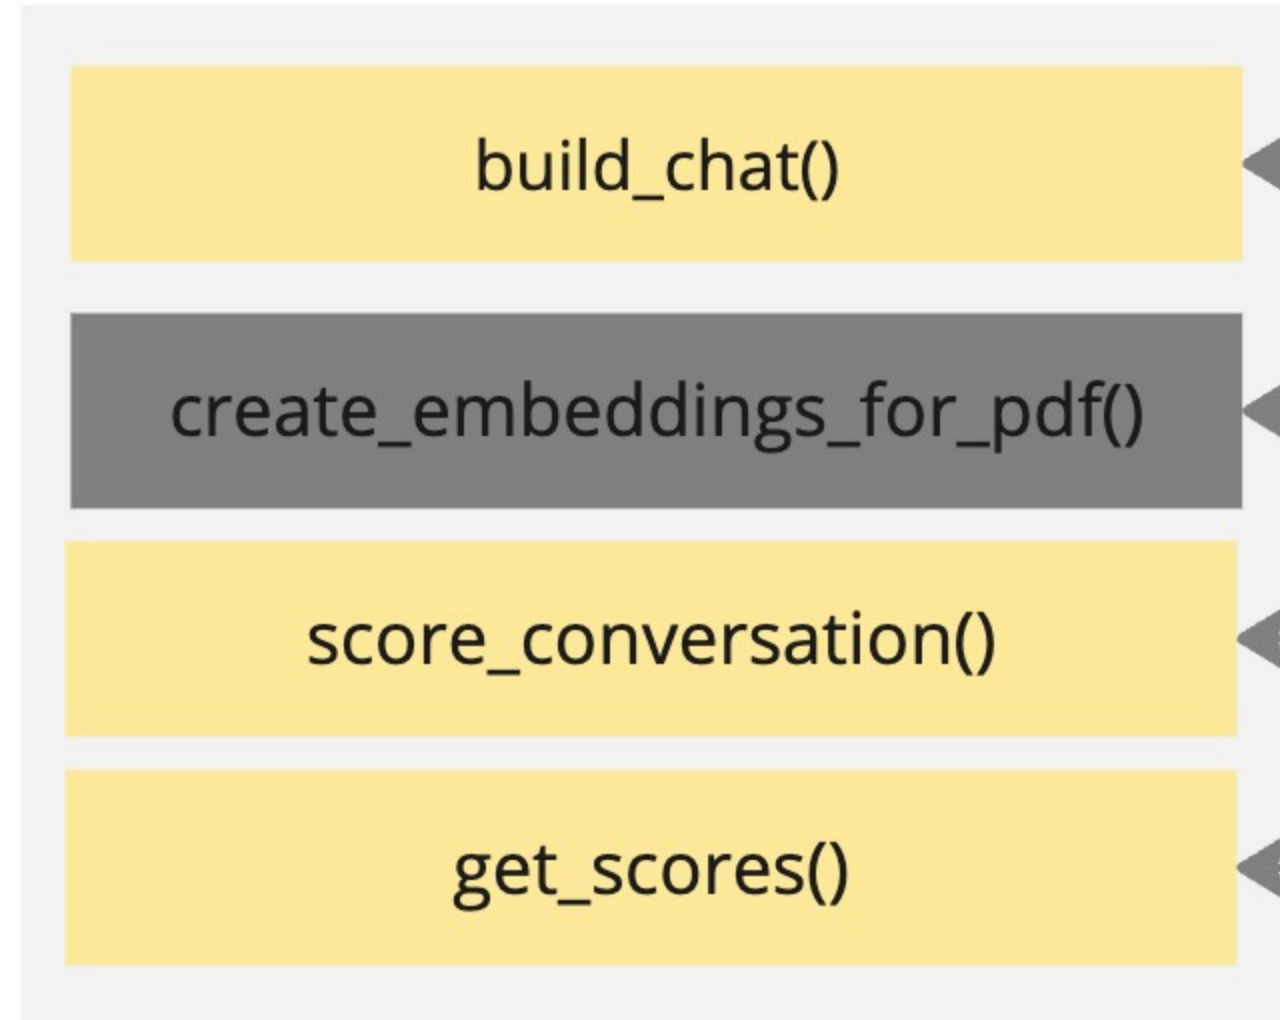 build_chat()
create_embeddings_for_pdf()
score_conversation()
get_scores()